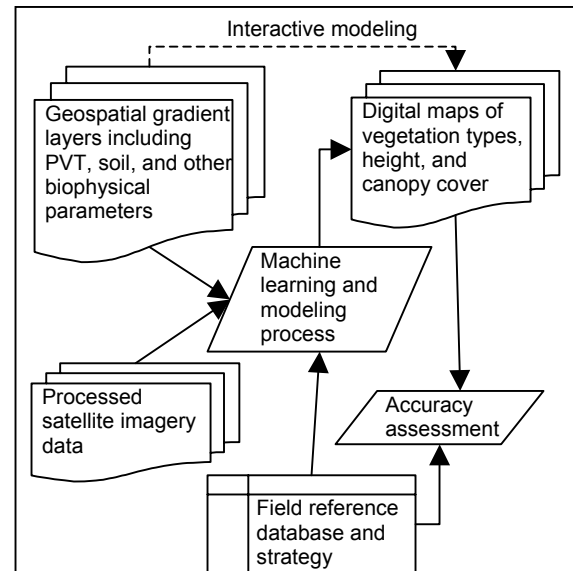 Interactive modeling
Geospatial gradient
layers including
PVT, soil, and other
biophysical
parameters
Digital maps of
vegetation types,
height, and
canopy cover
Machine
learning and
modeling
process
Processed
satellite imagery
data
Accuracy
assessment
Field reference
database and
strategy